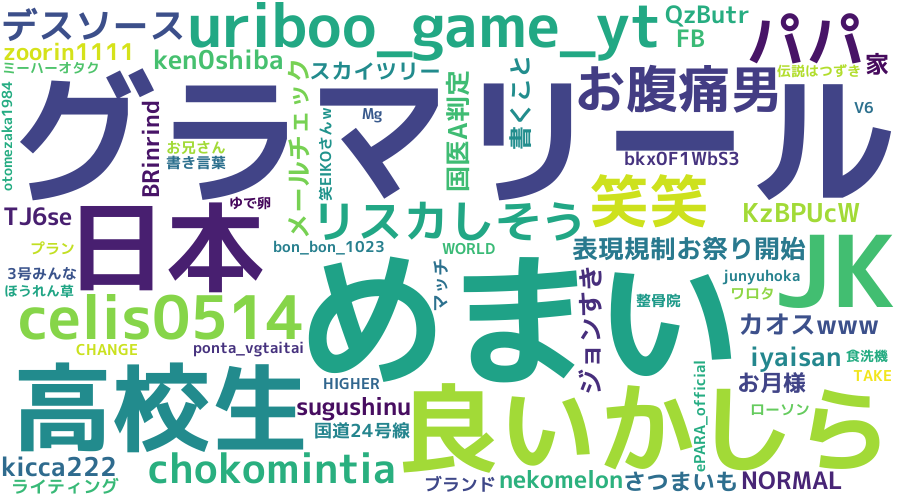 デスソース
uriboo_game_yt
QzButr
FB
パパ
家
zoorin1111
ken0shiba
スカイツリー
お腹痛男
伝説はつずき
ミーハーオタク
otomezaka1984
グラマリール
BRinrind
お兄さん
書き言葉
メールチェック
笑EIKOさんw
Mg
国医A判定
書くこと
bkx0F1WbS3
V6
ゆで卵
TJ6se
日本
リスカしそう
笑笑
KzBPUcW
プラン
bon_bon_1023
WORLD
表現規制お祭り開始
JK
3号みんな
ほうれん草
めまい
マッチ
ジョンすき
junyuhoka
ワロタ
整骨院
celis0514
カオスwww
CHANGE
ponta_vgtaitai
iyaisan
食洗機
高校生
HIGHER
良いかしら
お月様
TAKE
sugushinu
国道24号線
ePARA_official
ローソン
kicca222
chokomintia
ライティング
ブランド
nekomelon
さつまいも
NORMAL